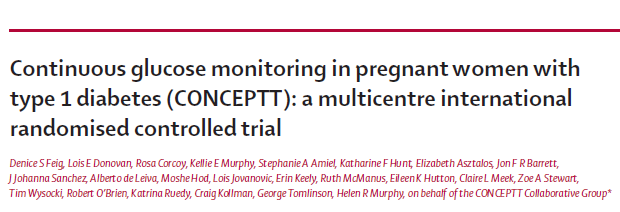 Continuous glucose monitoring in pregnant women with
type 1 diabetes (CONCEPTT): a multicentre international
randomised controlled trial
Denice S Feig, Lois E Donovan, Rosa Corcoy, Kellie E Murphy, Stephanie A Amiel, Katharine F Hunt, Elizabeth Asztalos, Jon F R Barrett,
J Johanna Sanchez, Alberto de Leiva, Moshe Hod, Lois Jovanovic, Erin Keely, Ruth McManus, Eileen K Hutton, Claire L Meek, Zoe A Stewart,
Tim Wysocki, Robert O'Brien, Katrina Ruedy, Craig Kollman, George Tomlinson, Helen R Murphy, on behalf of the CONCEPTT Collaborative Group*